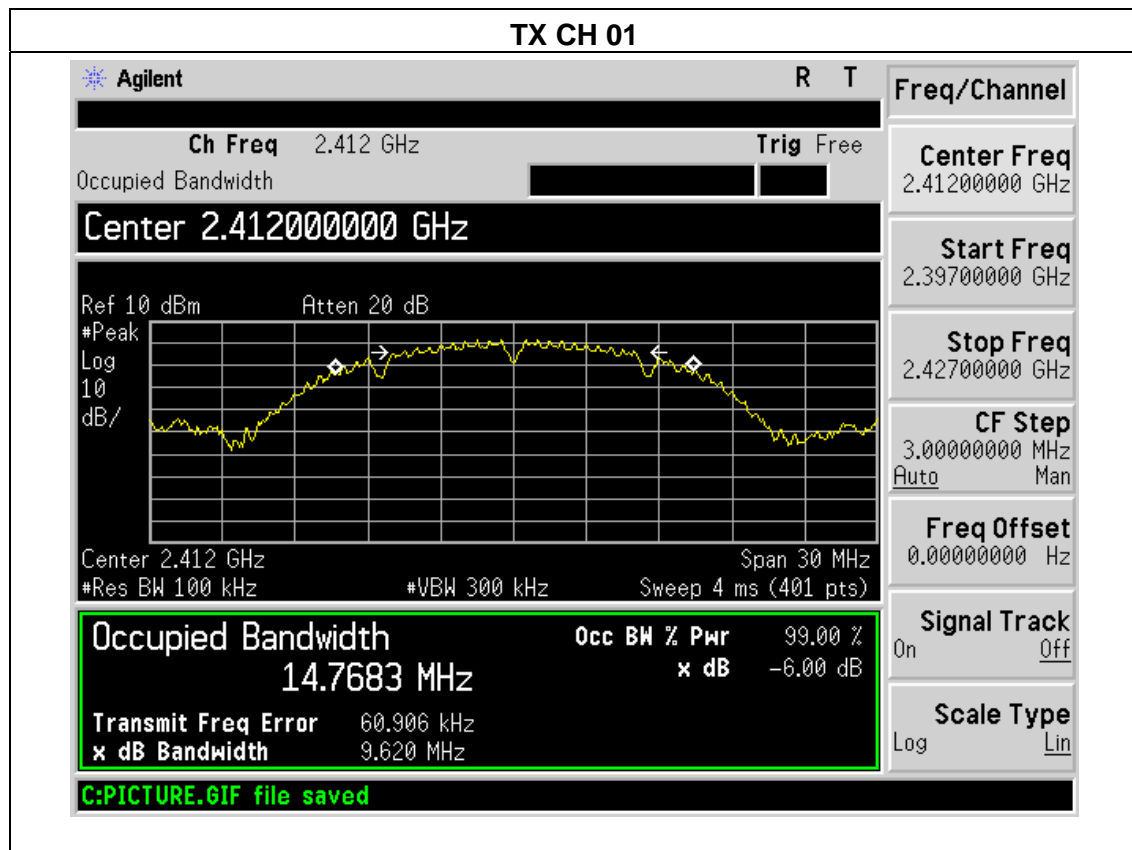 TX CH 01
Agilent R T
Ch Freq 2.412 GHz Trig Free
Occupied Bandwidth
Center 2.412000000 GHz
Ref 10 dBm Atten 20 dB
#Peak
Log
10
dB/
Center 2.412 GHz Span 30 MHz
#Res BW 100 kHz #VBW 300 kHz Sweep 4 ms (401 pts)
Occupied Bandwidth Occ BW % Pwr 99.00 %
14.7683 MHz x dB -6.00 dB
Transmit Freq Error 60.906 kHz
x dB Bandwidth 9.620 MHz
C:PICTURE.GIF file saved
Freq/Channel
Center Freq
2.41200000 GHz
Start Freq
2.39700000 GHz
Stop Freq
2.42700000 GHz
CF Step
3.00000000 MHz
Auto Man
Freq Offset
0.00000000 Hz
Signal Track
On Off
Scale Type
Log Lin